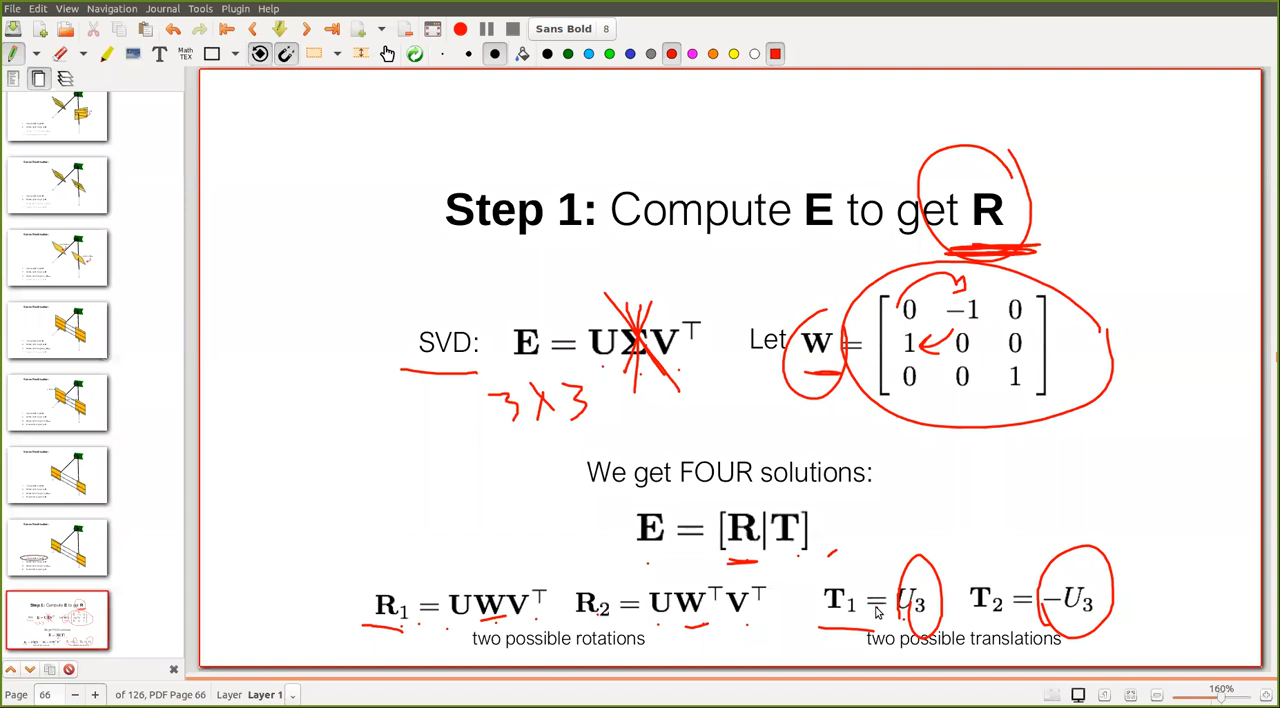 File Edit View Navigation Journal Tools Plugin Help
Sans Bold 8
T Math TEX
Step 1: Compute E to get R
SVD: E = UΣV⊤ Let W = [ 0 −1 0
1 0 0
0 0 1 ]
3 X 3
We get FOUR solutions:
E = [R|T]
R1 = UWV⊤ R2 = UW⊤V⊤ T1 = U3 T2 = −U3
two possible rotations two possible translations
Page 66 of 126, PDF Page 66 Layer Layer 1 160%